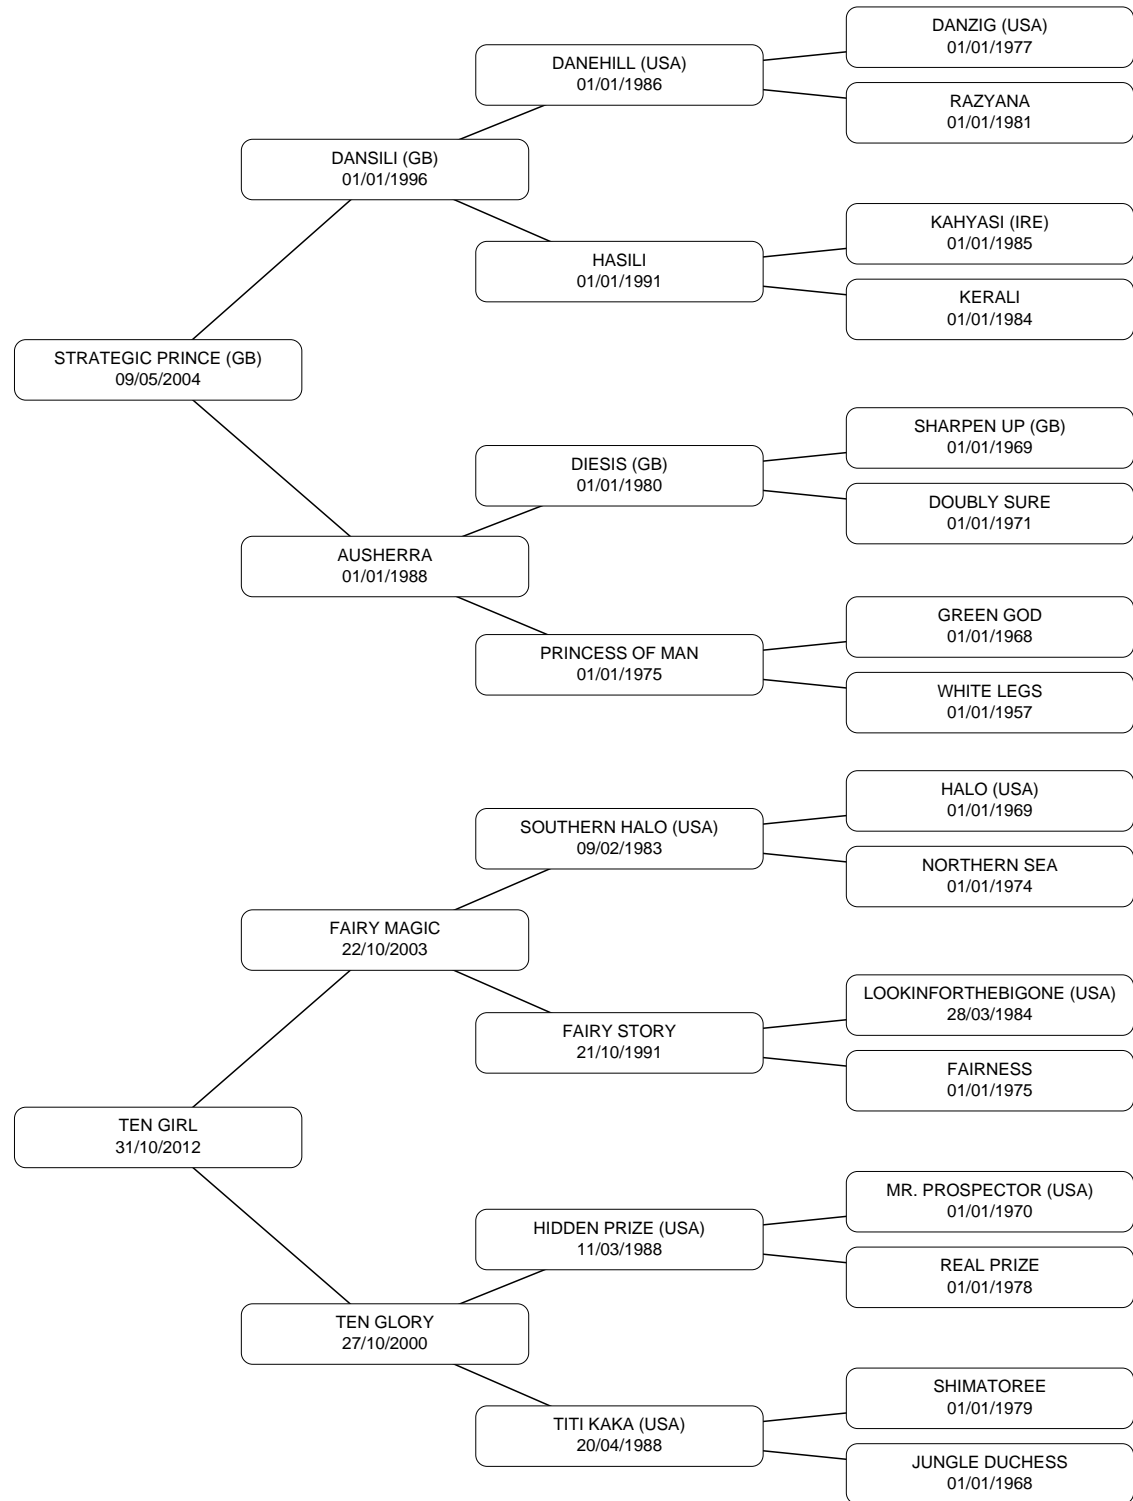 DANZIG (USA)
01/01/1977
DANEHILL (USA)
01/01/1986
RAZYANA
01/01/1981
DANSILI (GB)
01/01/1996
KAHYASI (IRE)
01/01/1985
HASILI
01/01/1991
KERALI
01/01/1984
STRATEGIC PRINCE (GB)
09/05/2004
SHARPEN UP (GB)
01/01/1969
DIESIS (GB)
01/01/1980
DOUBLY SURE
01/01/1971
AUSHERRA
01/01/1988
GREEN GOD
01/01/1968
PRINCESS OF MAN
01/01/1975
WHITE LEGS
01/01/1957
HALO (USA)
01/01/1969
SOUTHERN HALO (USA)
09/02/1983
NORTHERN SEA
01/01/1974
FAIRY MAGIC
22/10/2003
LOOKINFORTHEBIGONE (USA)
28/03/1984
FAIRY STORY
21/10/1991
FAIRNESS
01/01/1975
TEN GIRL
31/10/2012
MR. PROSPECTOR (USA)
01/01/1970
HIDDEN PRIZE (USA)
11/03/1988
REAL PRIZE
01/01/1978
TEN GLORY
27/10/2000
SHIMATOREE
01/01/1979
TITI KAKA (USA)
20/04/1988
JUNGLE DUCHESS
01/01/1968